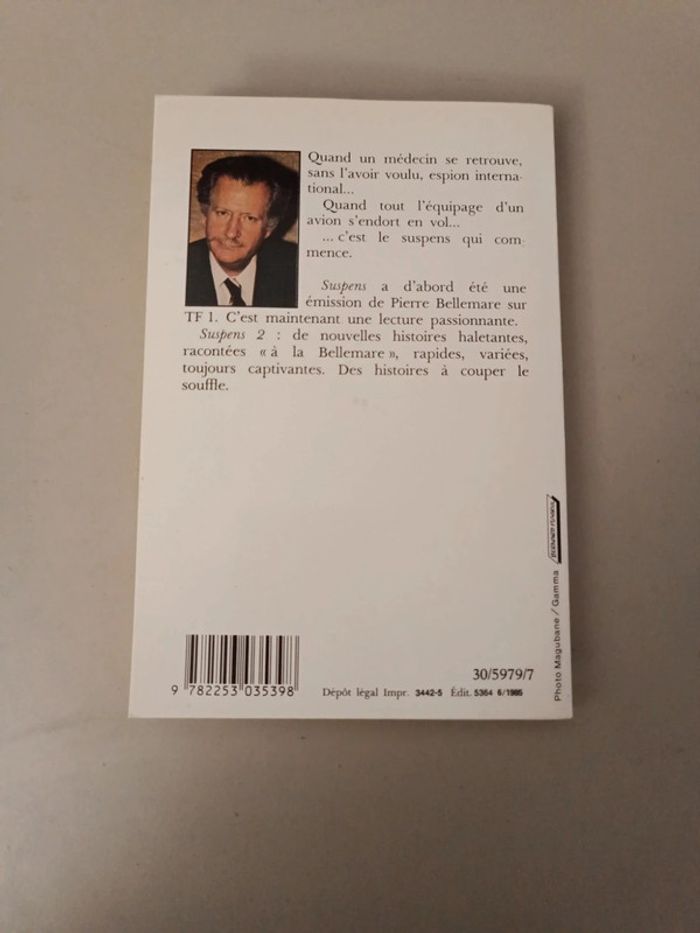 Quand un médecin se retrouve,
sans l'avoir voulu, espion interna-
tional...
Quand tout l'équipage d'un
avion s'endort en vol...
... c'est le suspens qui com-
mence.
Suspens a d'abord été une
émission de Pierre Bellemare sur
TF 1. C'est maintenant une lecture passionnante.
Suspens 2 : de nouvelles histoires haletantes,
racontées « à la Bellemare », rapides, variées,
toujours captivantes. Des histoires à couper le
souffle.
Photo Magubane / Gamma
30/5979/7
9 782253 035398
Dépôt légal Impr. 3442-5 Édit. 5364 6/1985